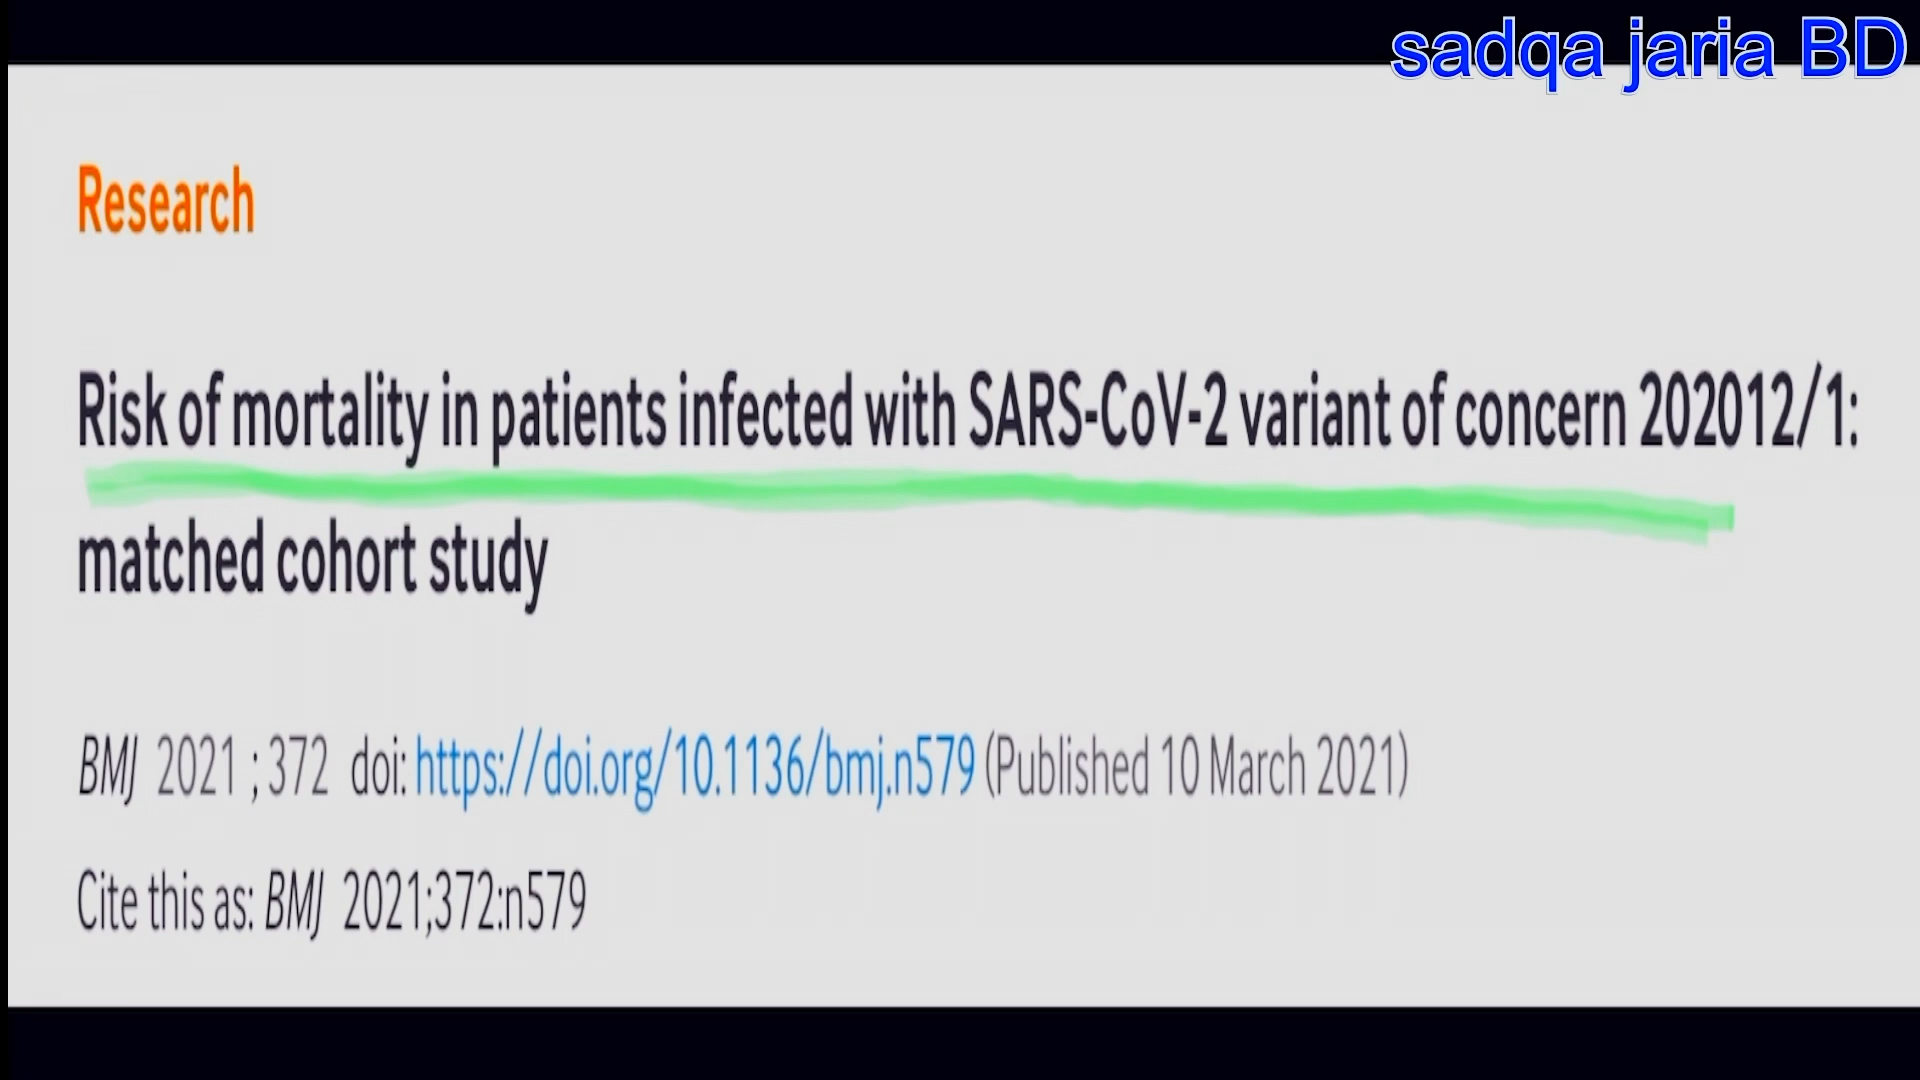 sadqa jaria BD
Research
Risk of mortality in patients infected with SARS-CoV-2 variant of concern 202012/1:
matched cohort study
BMJ 2021 ; 372 doi: https://doi.org/10.1136/bmj.n579 (Published 10 March 2021)
Cite this as: BMJ 2021;372:n579